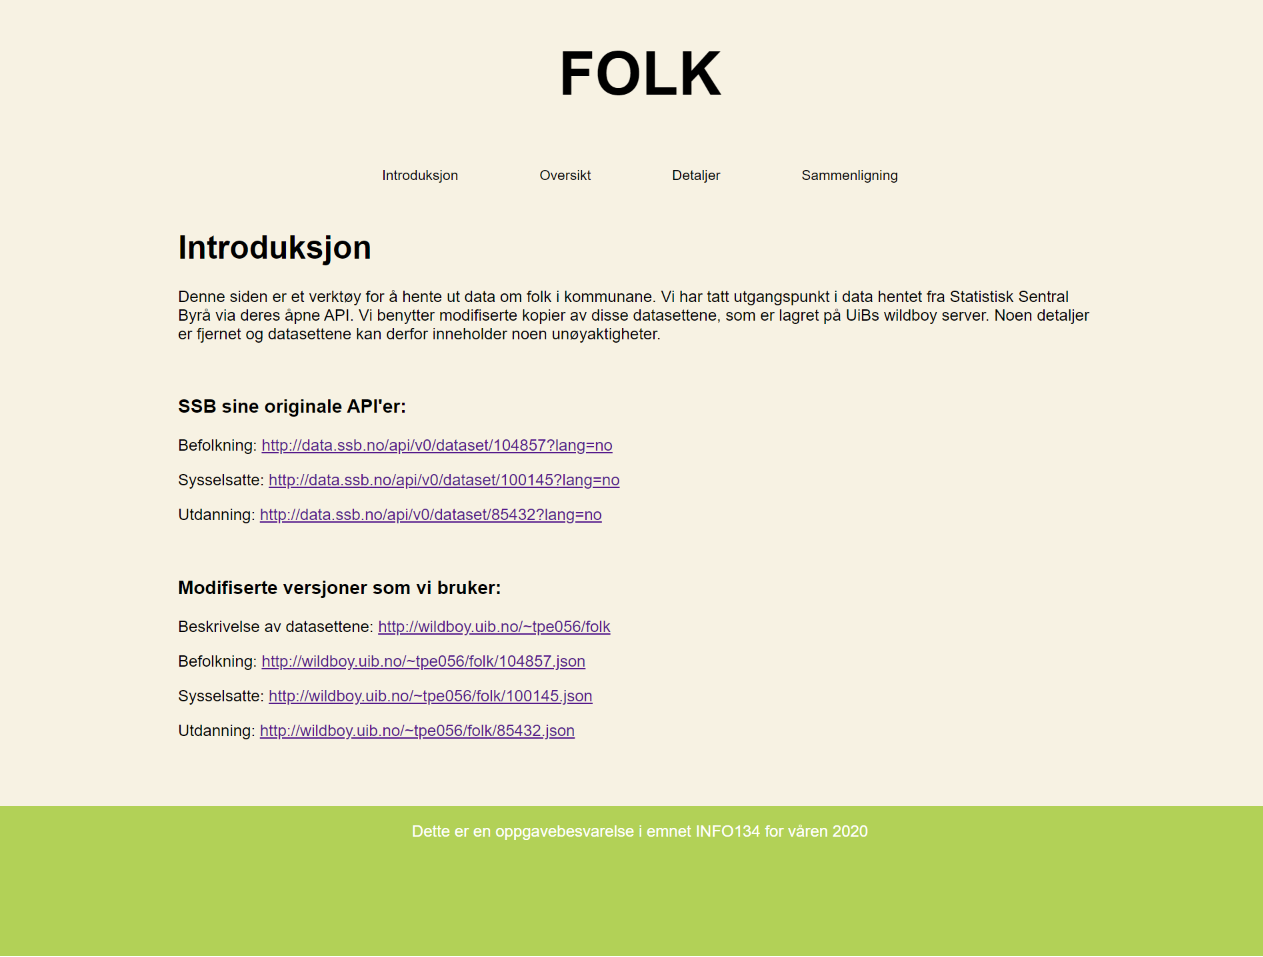 FOLK
Introduksjon Oversikt Detaljer Sammenligning
Introduksjon
Denne siden er et verktøy for å hente ut data om folk i kommunane. Vi har tatt utgangspunkt i data hentet fra Statistisk Sentral
Byrå via deres åpne API. Vi benytter modifiserte kopier av disse datasettene, som er lagret på UiBs wildboy server. Noen detaljer
er fjernet og datasettene kan derfor inneholder noen unøyaktigheter.
SSB sine originale API'er:
Befolkning: http://data.ssb.no/api/v0/dataset/104857?lang=no
Sysselsatte: http://data.ssb.no/api/v0/dataset/100145?lang=no
Utdanning: http://data.ssb.no/api/v0/dataset/85432?lang=no
Modifiserte versjoner som vi bruker:
Beskrivelse av datasettene: http://wildboy.uib.no/~tpe056/folk
Befolkning: http://wildboy.uib.no/~tpe056/folk/104857.json
Sysselsatte: http://wildboy.uib.no/~tpe056/folk/100145.json
Utdanning: http://wildboy.uib.no/~tpe056/folk/85432.json
Dette er en oppgavebesvarelse i emnet INFO134 for våren 2020